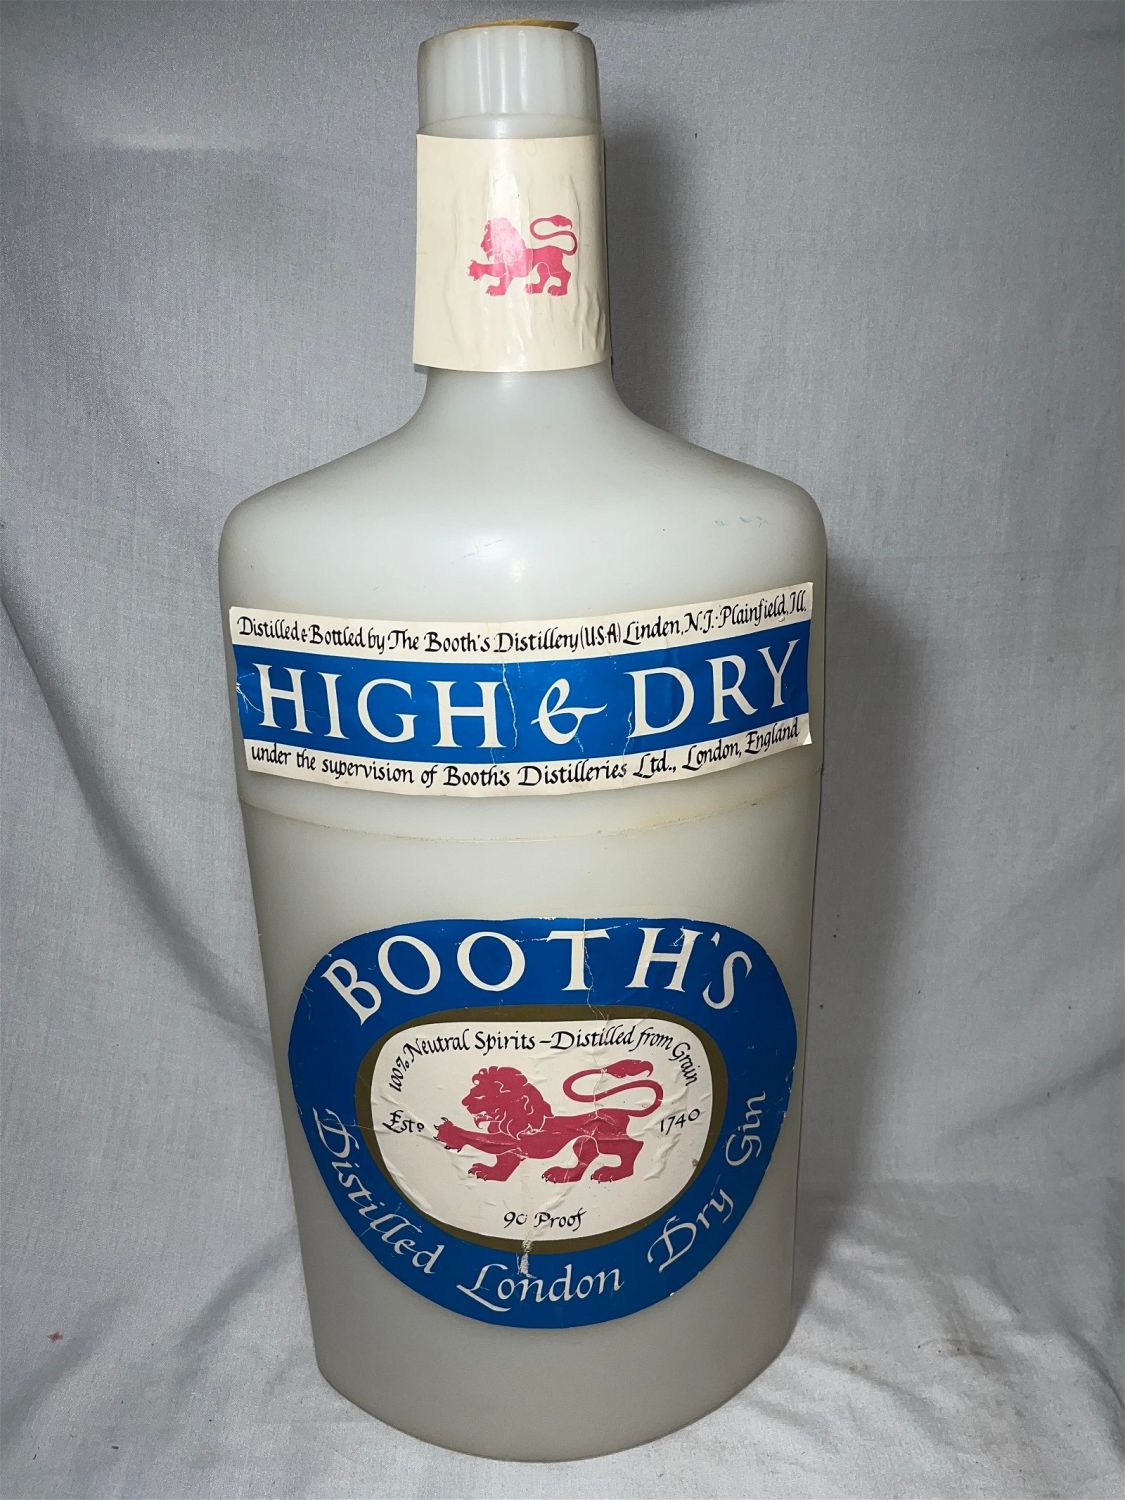 Distilled & Bottled by The Booth's Distillery (USA) Linden, N.J. · Plainfield, Ill.
HIGH & DRY
under the supervision of Booth's Distilleries Ltd., London, England
BOOTH'S
100% Neutral Spirits – Distilled from Grain
Estd 1740
90 Proof
Distilled London Dry Gin